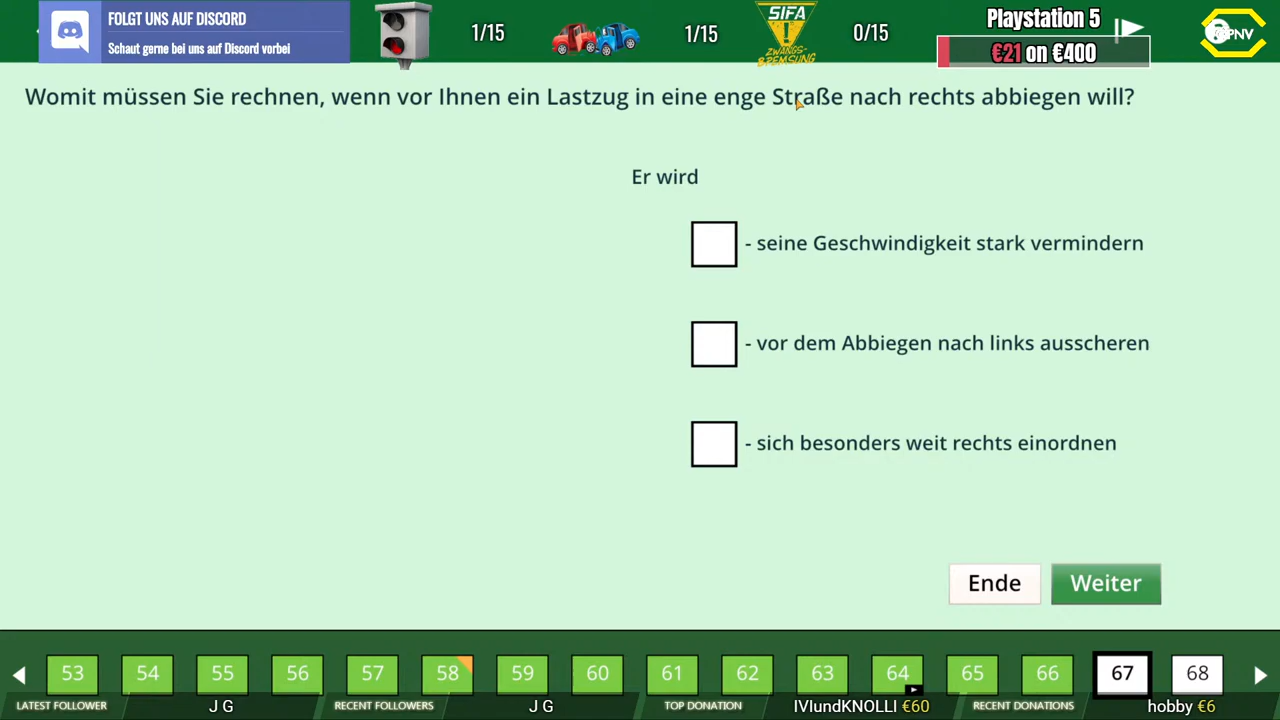 FOLGT UNS AUF DISCORD
Schaut gerne bei uns auf Discord vorbei
1/15
1/15
SIFA
ZWANGS-
BREMSUNG
0/15
Playstation 5
€21 on €400
Womit müssen Sie rechnen, wenn vor Ihnen ein Lastzug in eine enge Straße nach rechts abbiegen will?
Er wird
- seine Geschwindigkeit stark vermindern
- vor dem Abbiegen nach links ausscheren
- sich besonders weit rechts einordnen
Ende Weiter
53 54 55 56 57 58 59 60 61 62 63 64 65 66 67 68
LATEST FOLLOWER J G RECENT FOLLOWERS J G TOP DONATION IVIundKNOLLI €60 RECENT DONATIONS hobby €6